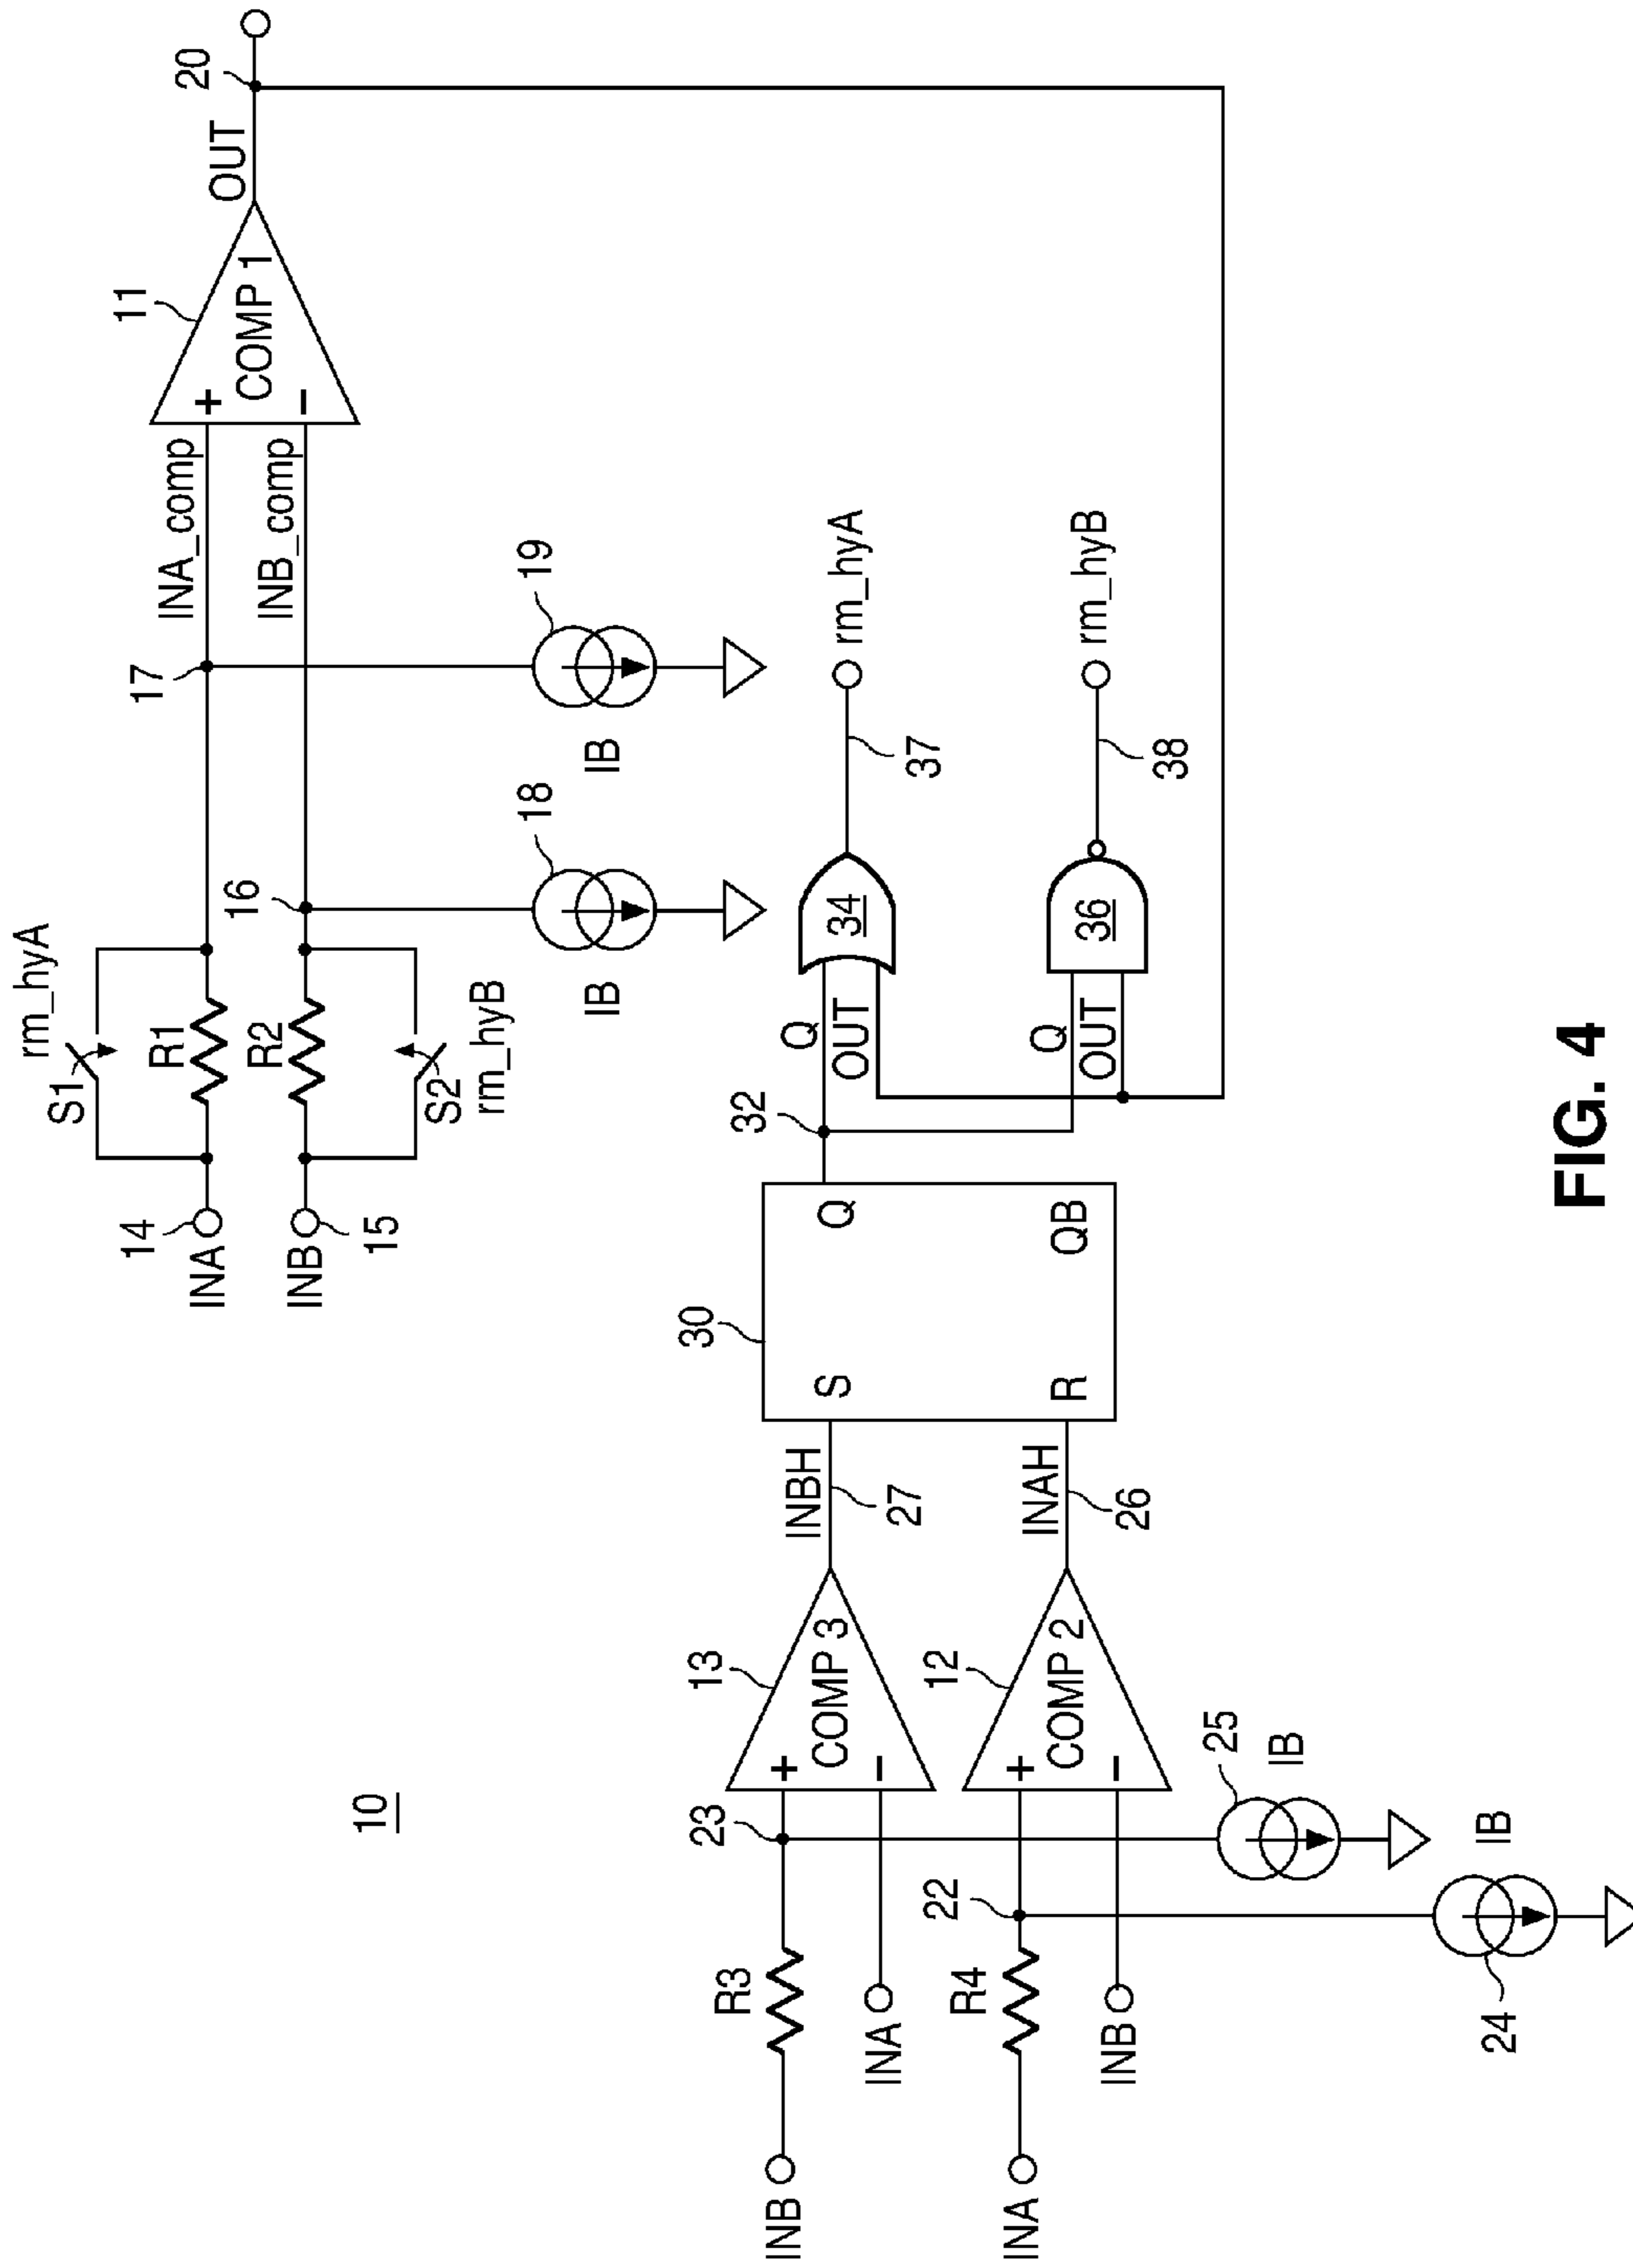 10
INA
14
S1
rm_hyA
R1
INB
15
R2
S2
rm_hyB
16
17
INA_comp
INB_comp
11
+
−
COMP 1
OUT
20
18
IB
19
IB
INB
R3
23
INA
+
−
COMP 3
13
INBH
27
INA
R4
22
INB
+
−
COMP 2
12
INAH
26
25
IB
24
IB
30
S
R
Q
QB
32
Q
OUT
34
37
rm_hyA
Q
OUT
36
38
rm_hyB
FIG. 4